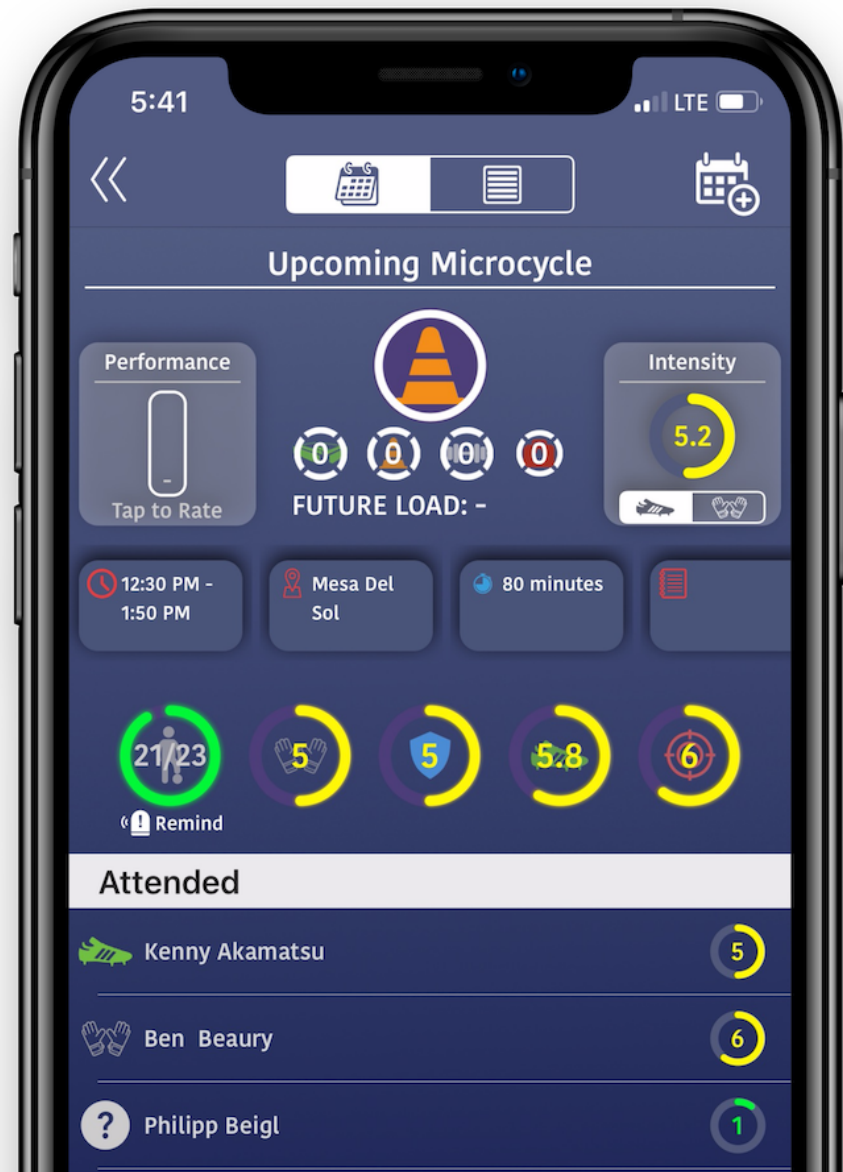 5:41
LTE
Upcoming Microcycle
Performance
-
Tap to Rate
0 0 0 0
FUTURE LOAD: -
Intensity
5.2
12:30 PM -
1:50 PM
Mesa Del
Sol
80 minutes
21/23
5
5
5.8
6
Remind
Attended
Kenny Akamatsu
5
Ben Beaury
6
?
Philipp Beigl
1